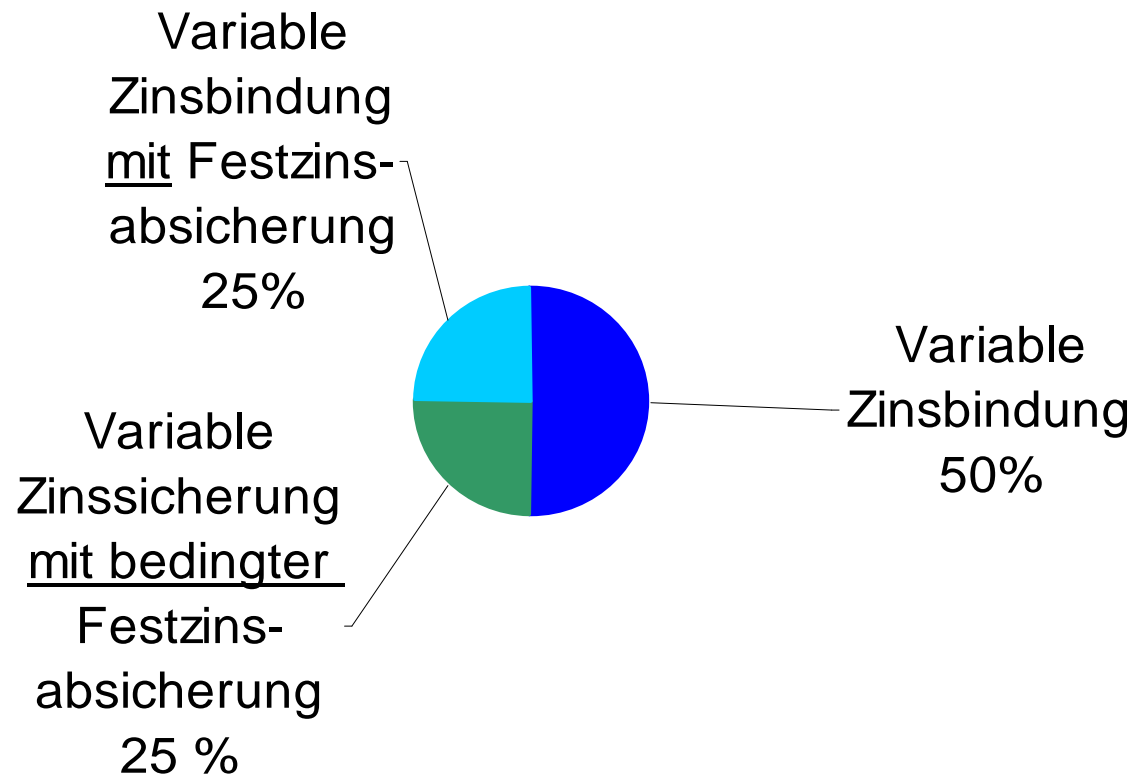 Variable
Zinsbindung
mit Festzins-
absicherung
25%
Variable
Zinsbindung
50%
Variable
Zinssicherung
mit bedingter
Festzins-
absicherung
25 %